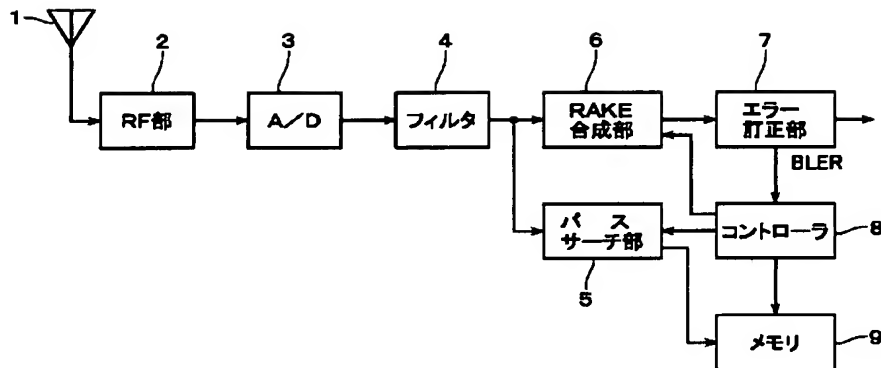 1
2
3
4
6
7
RF部
A/D
フィルタ
RAKE
合成部
エラー
訂正部
BLER
パス
サーチ部
コントローラ
8
5
メモリ
9